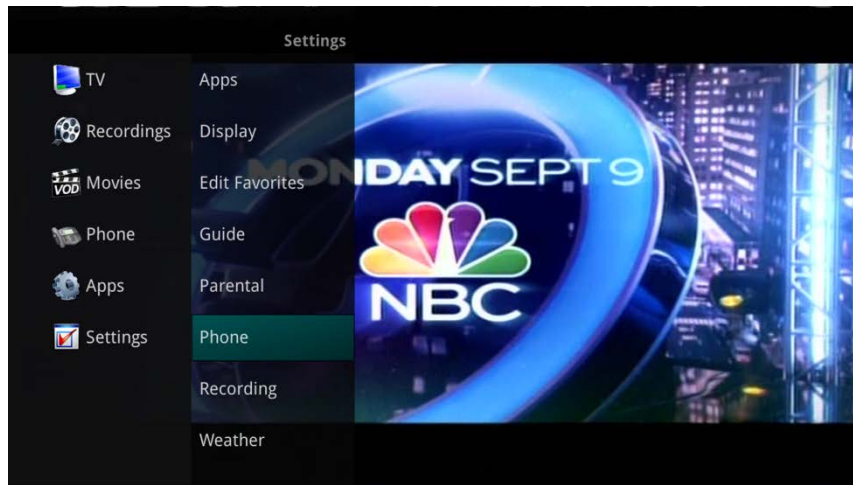 Settings
TV
Recordings
VOD
Movies
Phone
Apps
Settings
Apps
Display
Edit Favorites
Guide
Parental
Phone
Recording
Weather
MONDAY SEPT 9
NBC